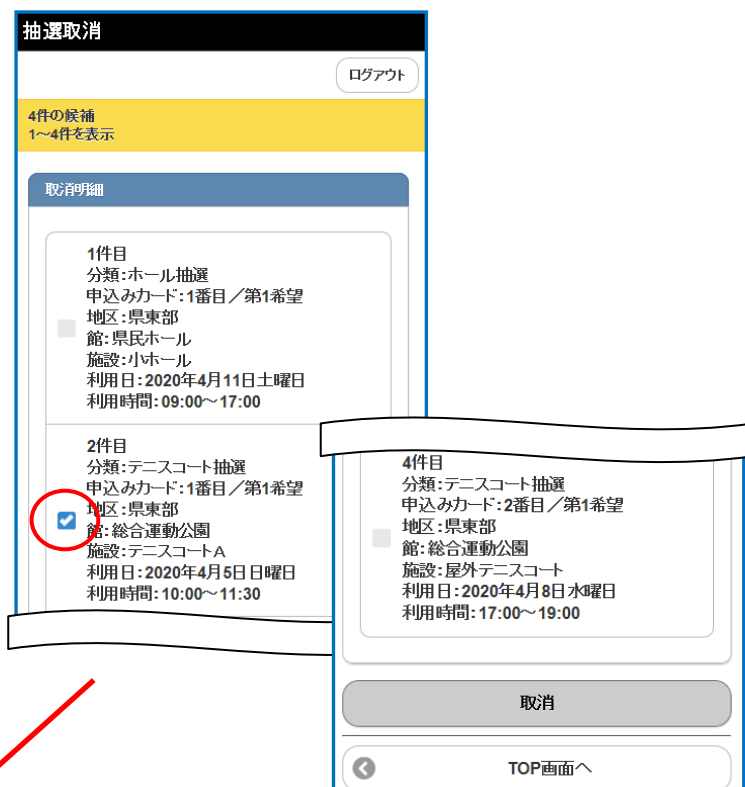 抽選取消
ログアウト
4件の候補
1～4件を表示
取消明細
1件目
分類：ホール抽選
申込みカード：1番目／第1希望
地区：県東部
館：県民ホール
施設：小ホール
利用日：2020年4月11日土曜日
利用時間：09:00～17:00
2件目
分類：テニスコート抽選
申込みカード：1番目／第1希望
地区：県東部
館：総合運動公園
施設：テニスコートA
利用日：2020年4月5日日曜日
利用時間：10:00～11:30
4件目
分類：テニスコート抽選
申込みカード：2番目／第1希望
地区：県東部
館：総合運動公園
施設：屋外テニスコート
利用日：2020年4月8日水曜日
利用時間：17:00～19:00
取消
TOP画面へ